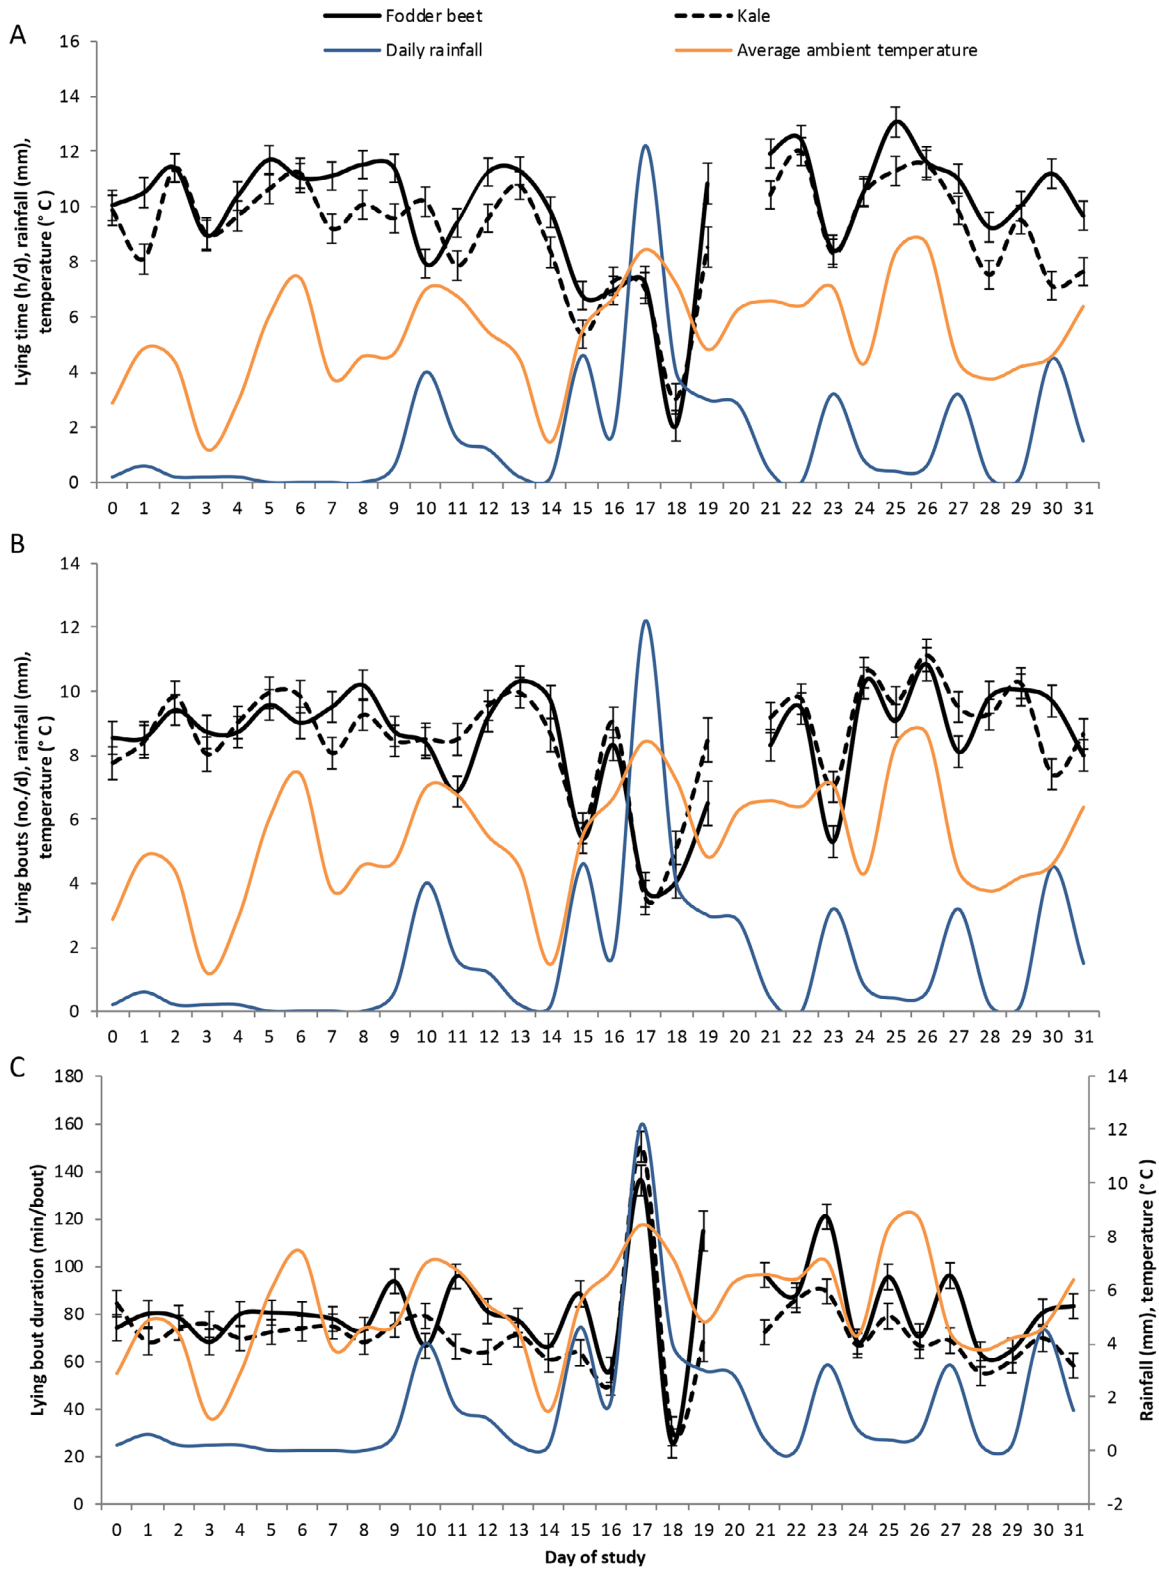 Fodder beet
Kale
Daily rainfall
Average ambient temperature
A
Lying time (h/d), rainfall (mm),
temperature (° C)
16
14
12
10
8
6
4
2
0
0 1 2 3 4 5 6 7 8 9 10 11 12 13 14 15 16 17 18 19 20 21 22 23 24 25 26 27 28 29 30 31
B
Lying bouts (no./d), rainfall (mm),
temperature (° C)
14
12
10
8
6
4
2
0
0 1 2 3 4 5 6 7 8 9 10 11 12 13 14 15 16 17 18 19 20 21 22 23 24 25 26 27 28 29 30 31
C
Lying bout duration (min/bout)
180
160
140
120
100
80
60
40
20
0
14
12
10
8
6
4
2
0
-2
Rainfall (mm), temperature (° C)
0 1 2 3 4 5 6 7 8 9 10 11 12 13 14 15 16 17 18 19 20 21 22 23 24 25 26 27 28 29 30 31
Day of study